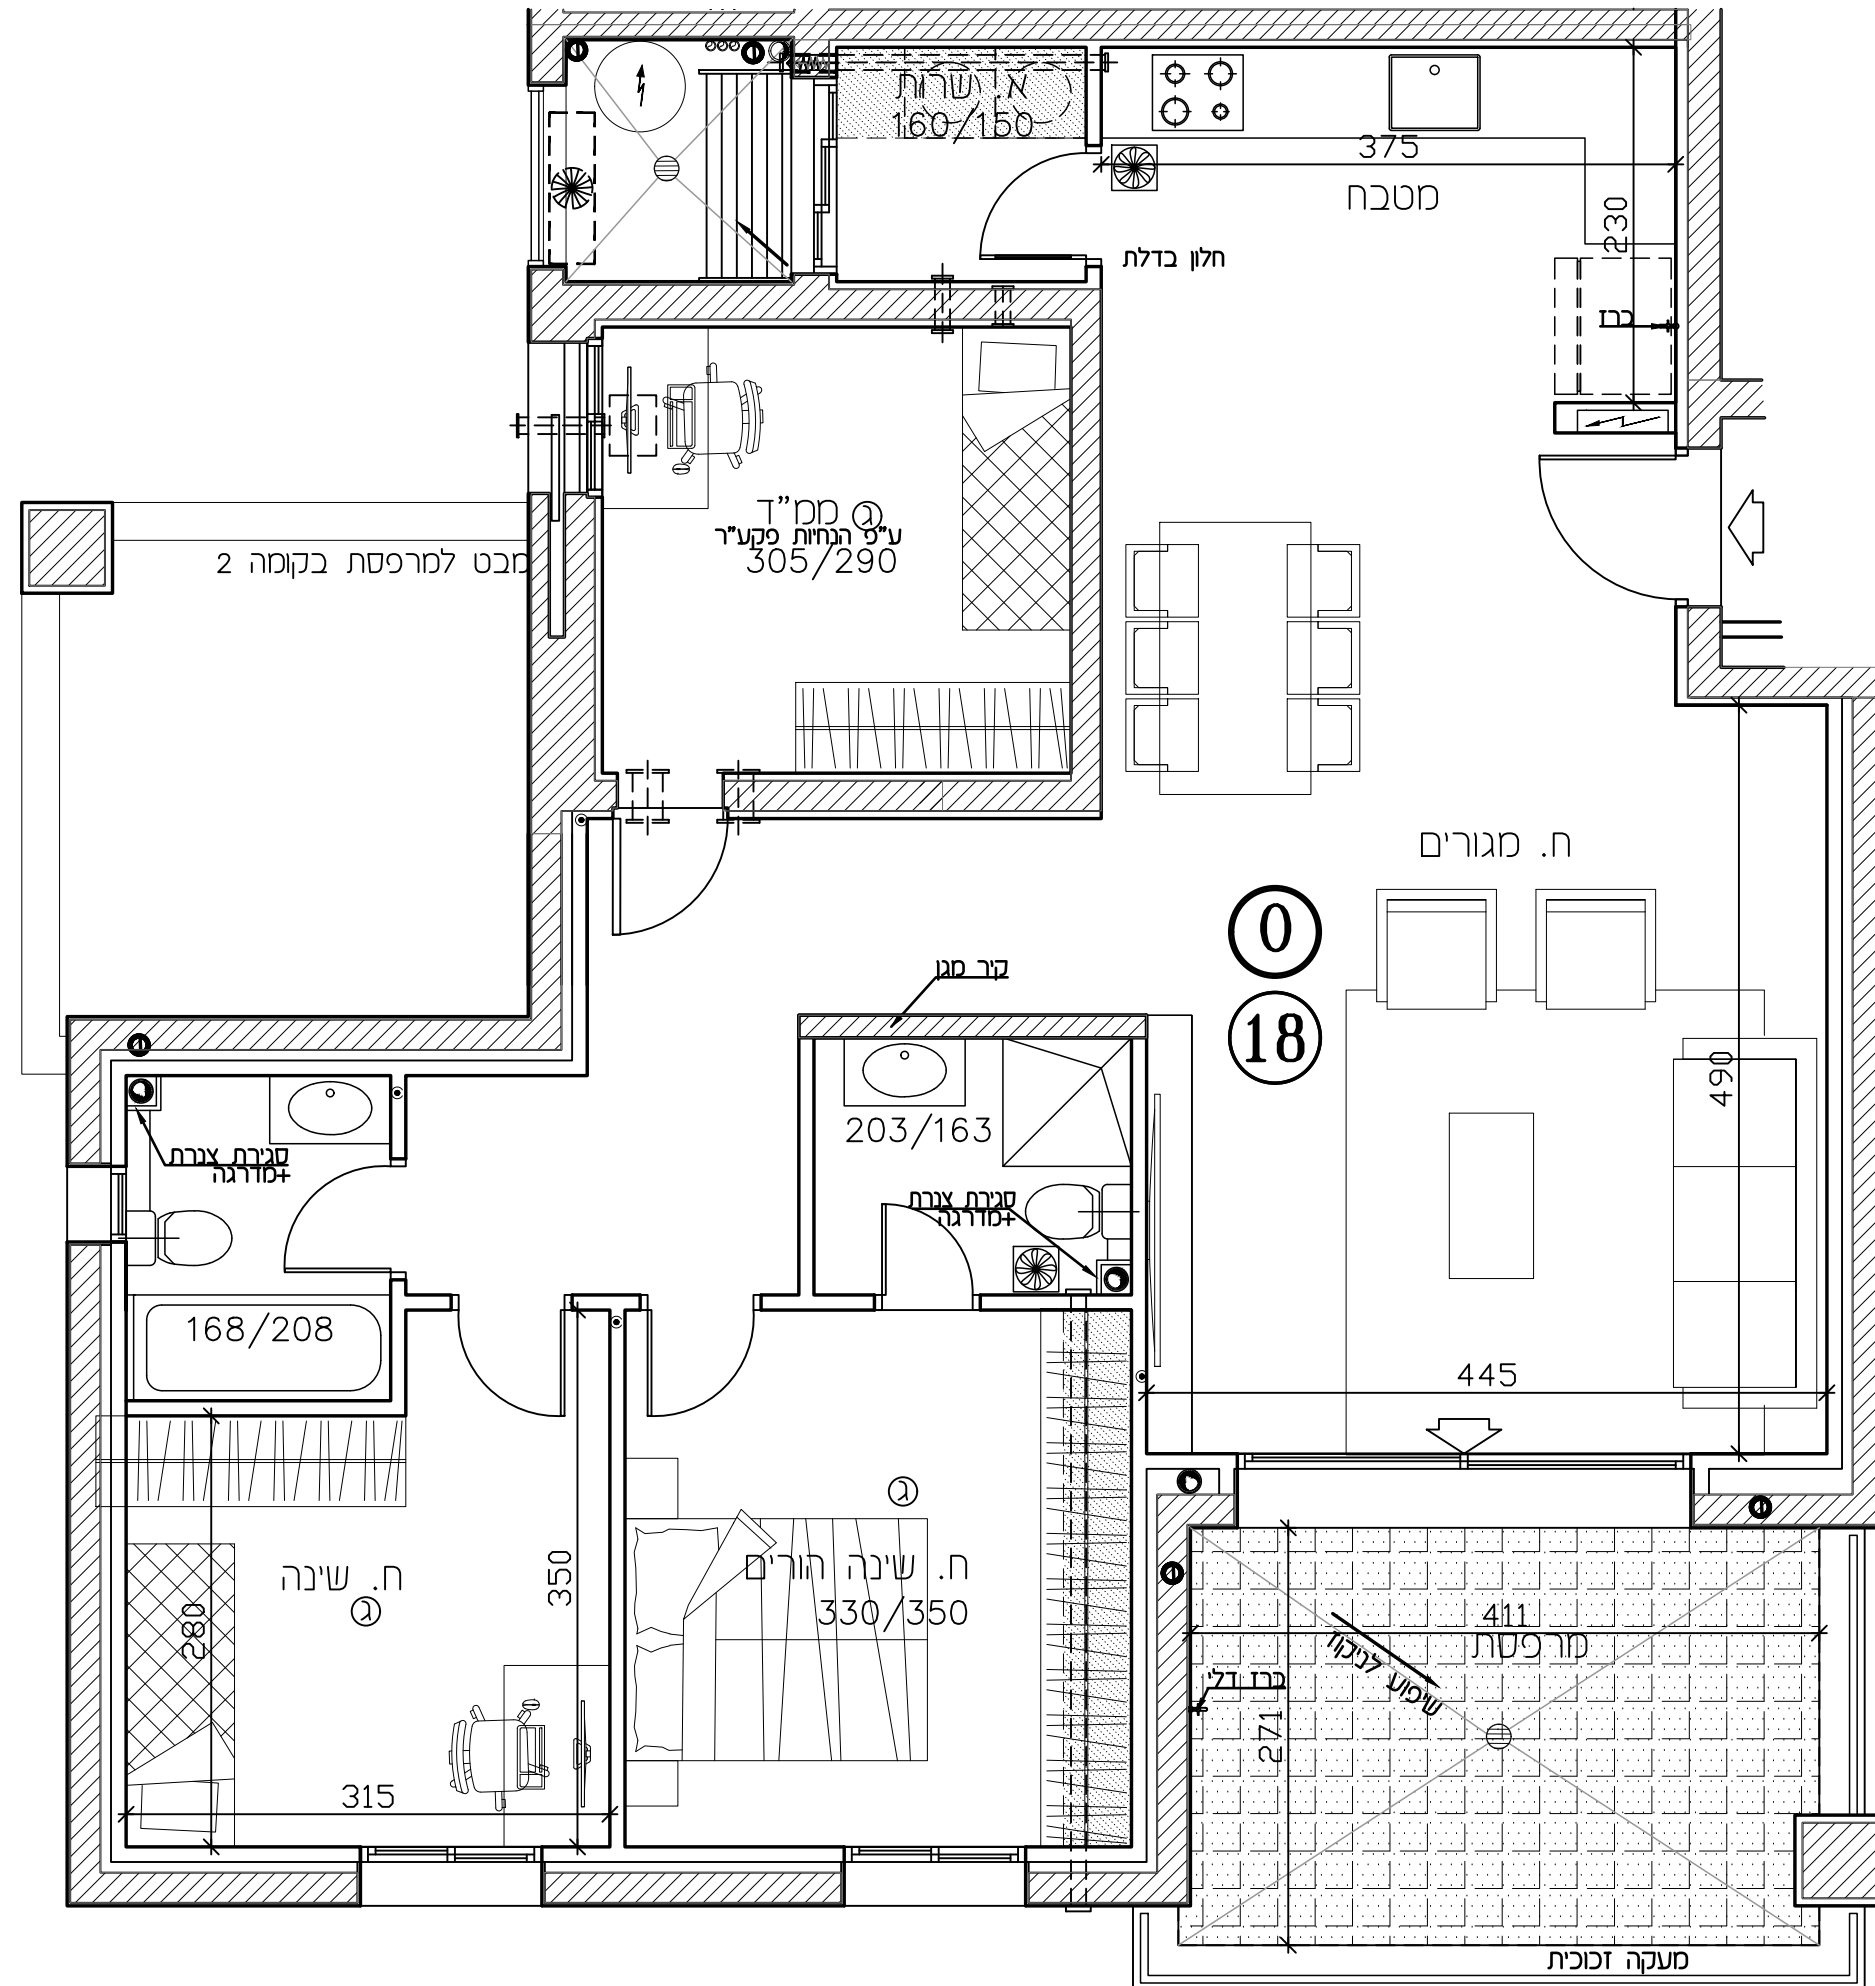 א. שרות
160/150
375
מטבח
230
חלון בדלת
ברז
ג
ממ"ד
ע"פ הנחיות פקע"ר
305/290
מבט למרפסת בקומה 2
ח. מגורים
0
18
קיר מגן
490
203/163
סגירת צנרת
+מדרגה
סגירת צנרת
+מדרגה
168/208
445
ג
ח. שינה הורים
330/350
350
ח. שינה
ג
280
315
411
מרפסת
שיפוע לניקוז
ברז דלי
271
מעקה זכוכית